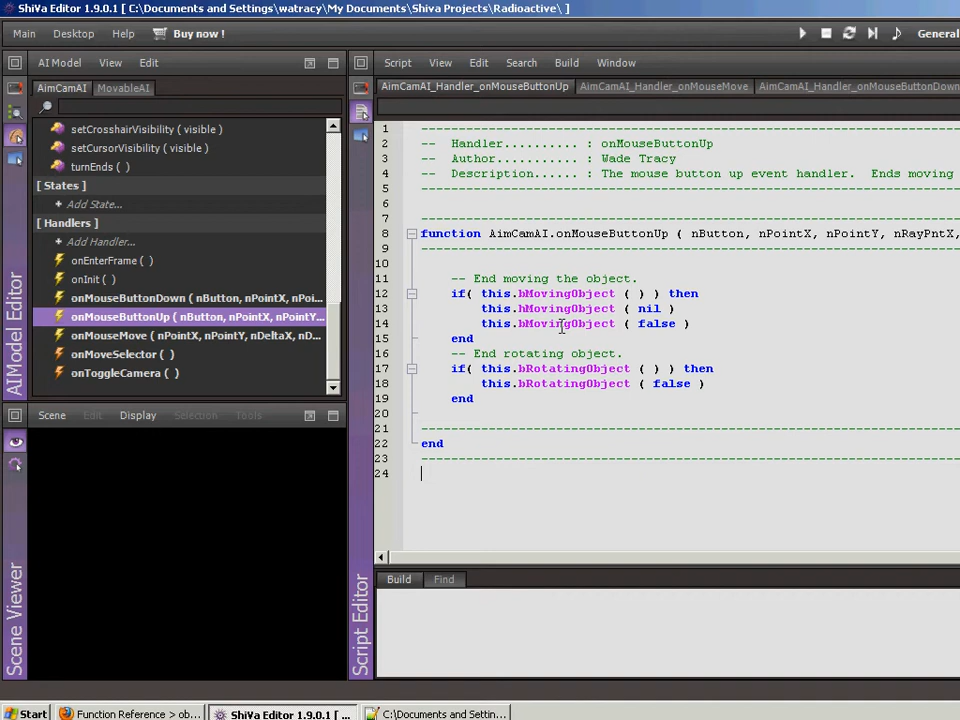 ShiVa Editor 1.9.0.1 [ C:\Documents and Settings\watracy\My Documents\Shiva Projects\Radioactive\ ]
Main Desktop Help Buy now ! General
AI Model View Edit
Script View Edit Search Build Window
AimCamAI MovableAI
AimCamAI_Handler_onMouseButtonUp AimCamAI_Handler_onMouseMove AimCamAI_Handler_onMouseButtonDown
setCrosshairVisibility ( visible )
setCursorVisibility ( visible )
turnEnds ( )
[ States ]
+ Add State...
[ Handlers ]
+ Add Handler...
onEnterFrame ( )
onInit ( )
onMouseButtonDown ( nButton, nPointX, nPoi...
onMouseButtonUp ( nButton, nPointX, nPointY...
onMouseMove ( nPointX, nPointY, nDeltaX, nD...
onMoveSelector ( )
onToggleCamera ( )
AIModel Editor
Scene Edit Display Selection Tools
Scene Viewer
1 --------------------------------------------------------------------------------
2 -- Handler.......... : onMouseButtonUp
3 -- Author........... : Wade Tracy
4 -- Description...... : The mouse button up event handler. Ends moving
5 --------------------------------------------------------------------------------
6
7 --------------------------------------------------------------------------------
8 function AimCamAI.onMouseButtonUp ( nButton, nPointX, nPointY, nRayPntX,
9 --------------------------------------------------------------------------------
10
11 -- End moving the object.
12 if( this.bMovingObject ( ) ) then
13 this.hMovingObject ( nil )
14 this.bMovingObject ( false )
15 end
16 -- End rotating object.
17 if( this.bRotatingObject ( ) ) then
18 this.bRotatingObject ( false )
19 end
20
21 --------------------------------------------------------------------------------
22 end
23 --------------------------------------------------------------------------------
24
Script Editor
Build Find
Start Function Reference > ob... ShiVa Editor 1.9.0.1 [ ... C:\Documents and Settin...